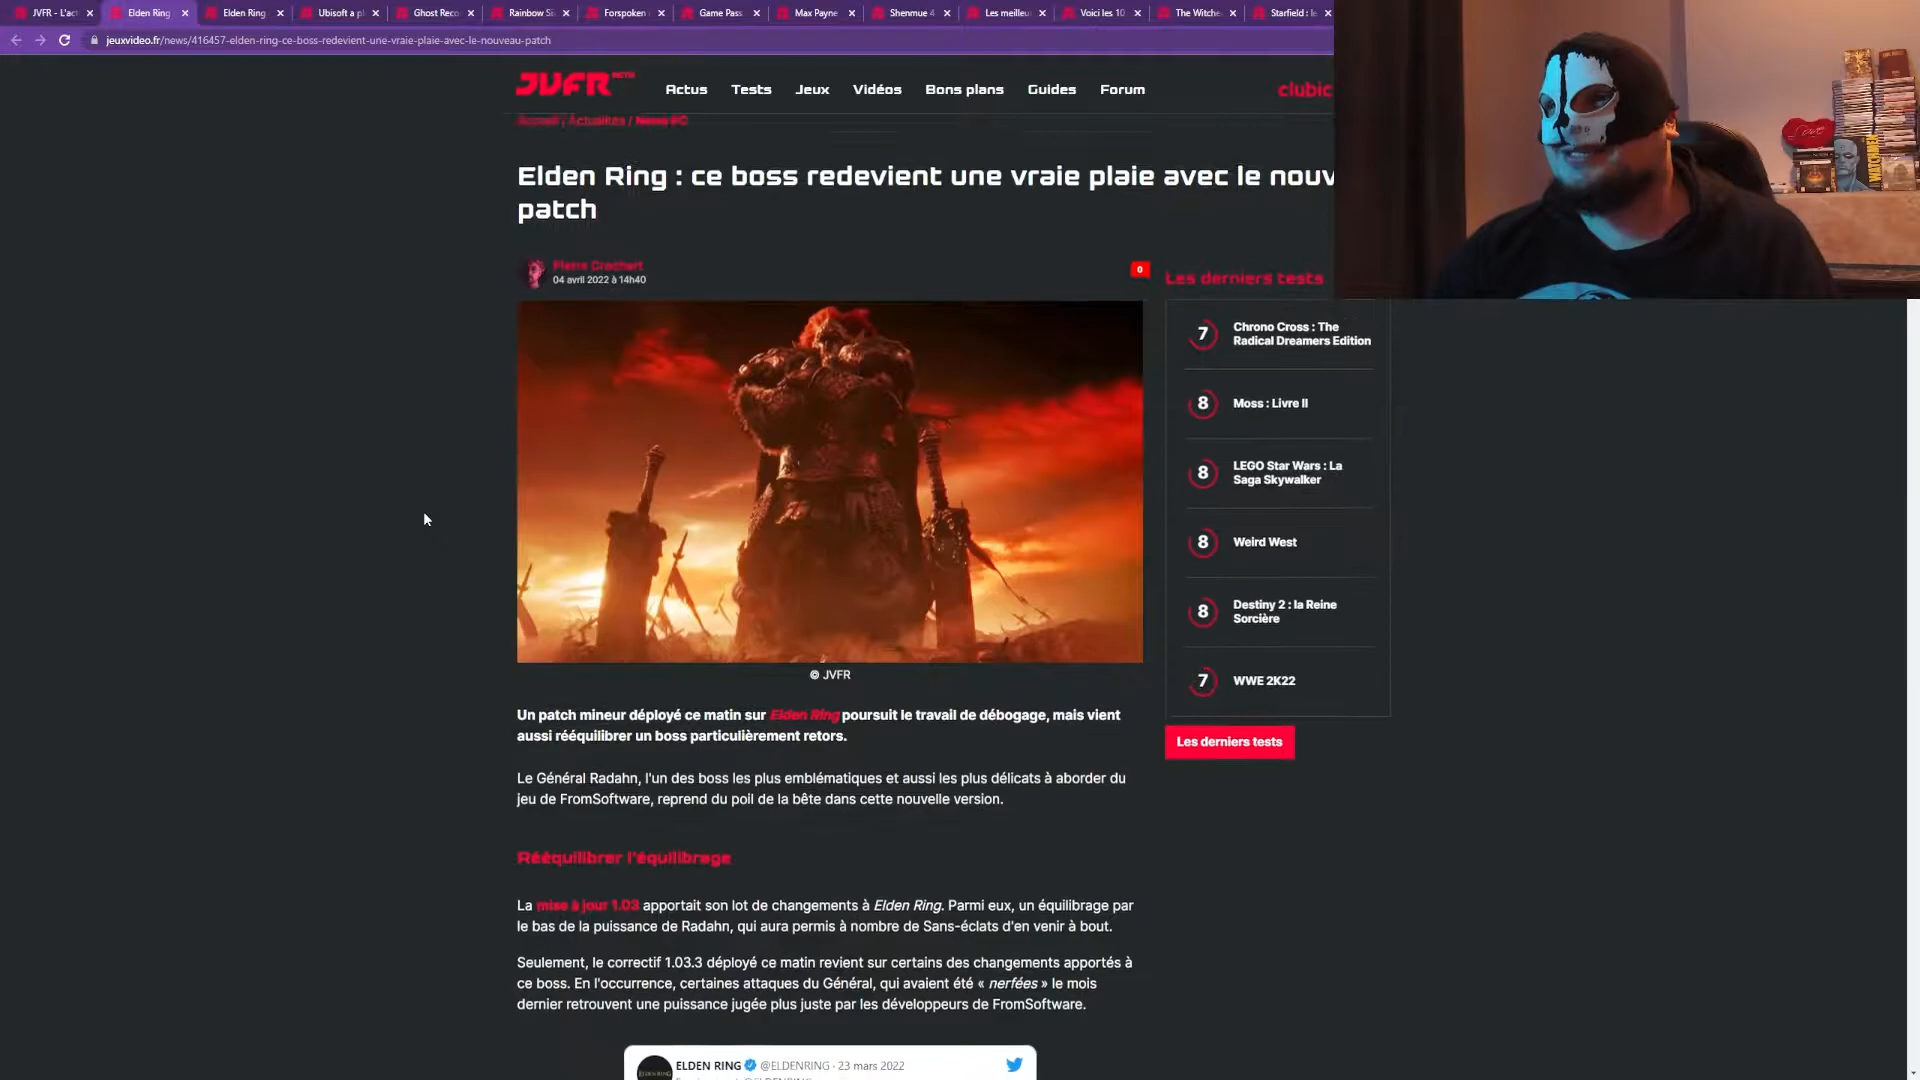 JVFR - L'act
Elden Ring
Elden Ring
Ubisoft a pl
Ghost Reco
Rainbow Si
Forspoken
Game Pass
Max Payne
Shenmue 4
Les meilleu
Voici les 10
The Witche
Starfield : le
jeuxvideo.fr/news/416457-elden-ring-ce-boss-redevient-une-vraie-plaie-avec-le-nouveau-patch
JVFR BETA
Actus
Tests
Jeux
Vidéos
Bons plans
Guides
Forum
clubic
Accueil / Actualités / News PC
Elden Ring : ce boss redevient une vraie plaie avec le nouv
patch
Pierre Crochart
04 avril 2022 à 14h40
0
© JVFR
Un patch mineur déployé ce matin sur Elden Ring poursuit le travail de débogage, mais vient
aussi rééquilibrer un boss particulièrement retors.
Le Général Radahn, l'un des boss les plus emblématiques et aussi les plus délicats à aborder du
jeu de FromSoftware, reprend du poil de la bête dans cette nouvelle version.
Rééquilibrer l'équilibrage
La mise à jour 1.03 apportait son lot de changements à Elden Ring. Parmi eux, un équilibrage par
le bas de la puissance de Radahn, qui aura permis à nombre de Sans-éclats d'en venir à bout.
Seulement, le correctif 1.03.3 déployé ce matin revient sur certains des changements apportés à
ce boss. En l'occurrence, certaines attaques du Général, qui avaient été « nerfées » le mois
dernier retrouvent une puissance jugée plus juste par les développeurs de FromSoftware.
ELDEN RING @ELDENRING · 23 mars 2022
Les derniers tests
7
Chrono Cross : The
Radical Dreamers Edition
8
Moss : Livre II
8
LEGO Star Wars : La
Saga Skywalker
8
Weird West
8
Destiny 2 : la Reine
Sorcière
7
WWE 2K22
Les derniers tests
WATCHMEN